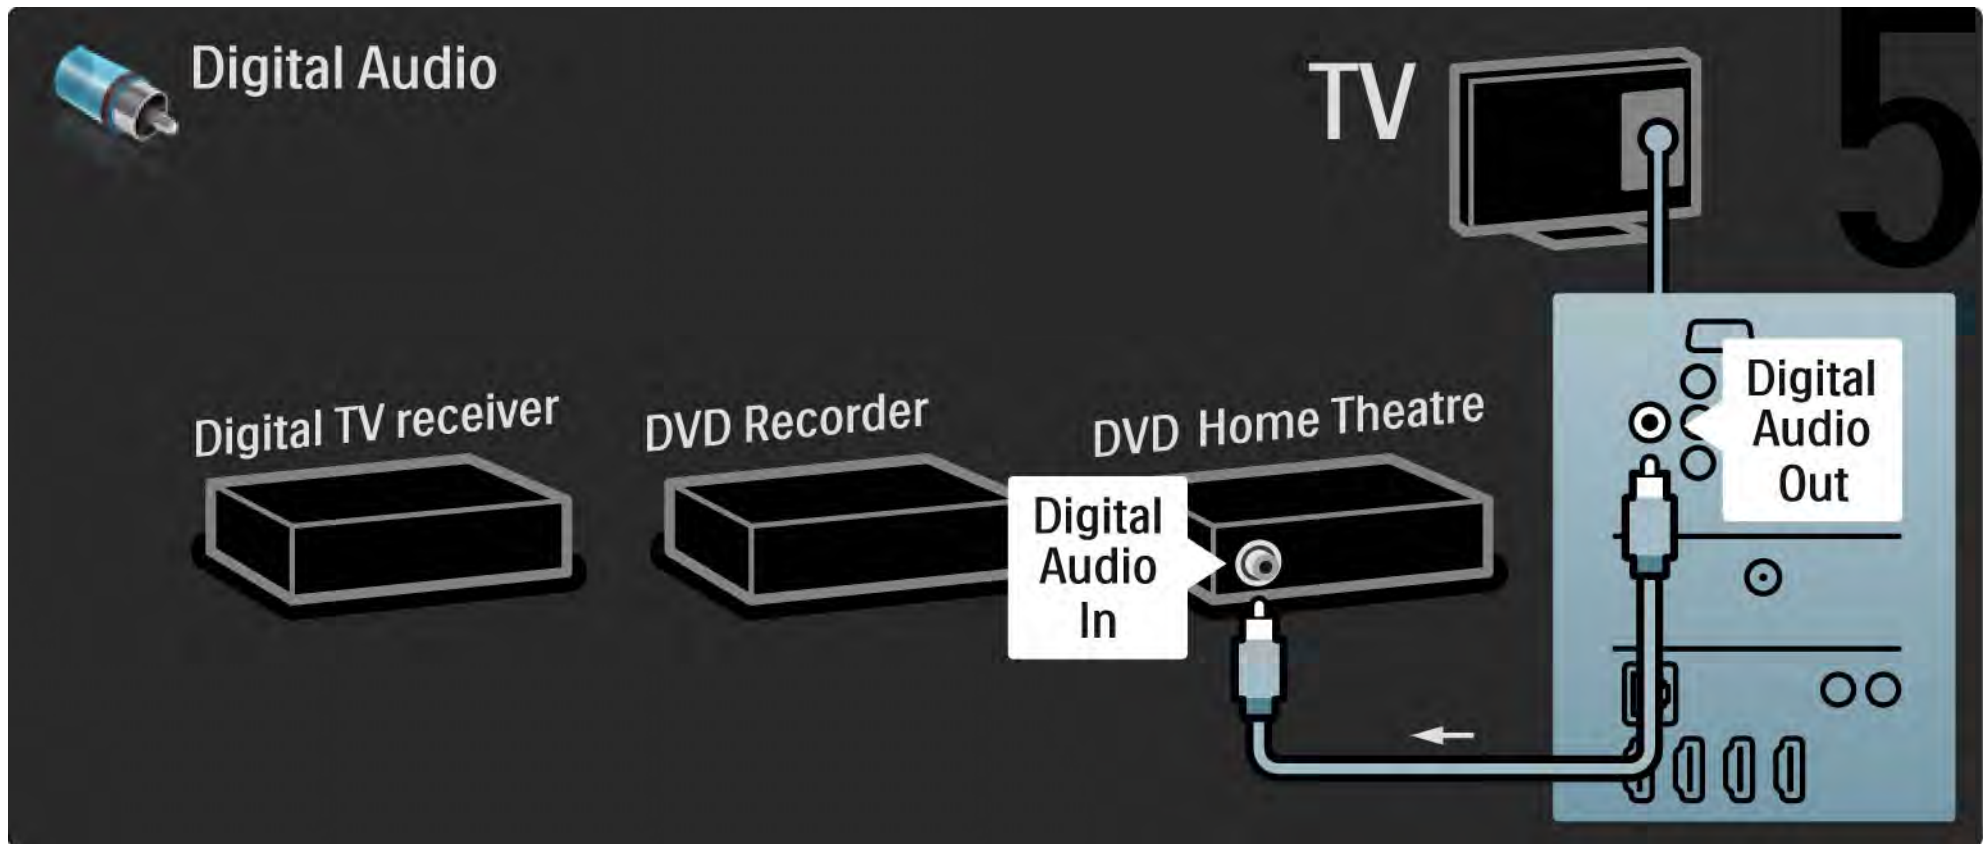 Digital Audio
TV
5
Digital TV receiver
DVD Recorder
DVD Home Theatre
Digital
Audio
Out
Digital
Audio
In